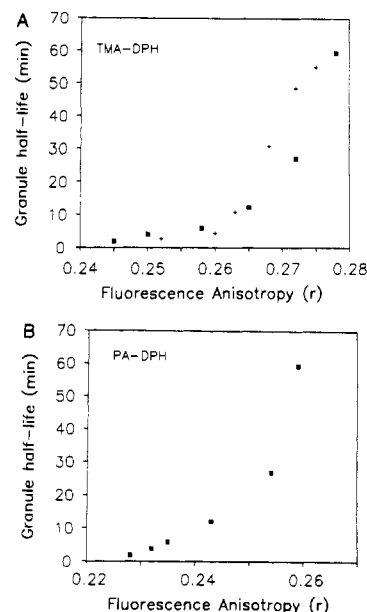 A
TMA-DPH
Granule half-life (min)
70
60
50
40
30
20
10
0
0.24 0.25 0.26 0.27 0.28
Fluorescence Anisotropy (r)
B
PA-DPH
Granule half-life (min)
70
60
50
40
30
20
10
0
0.22 0.24 0.26
Fluorescence Anisotropy (r)